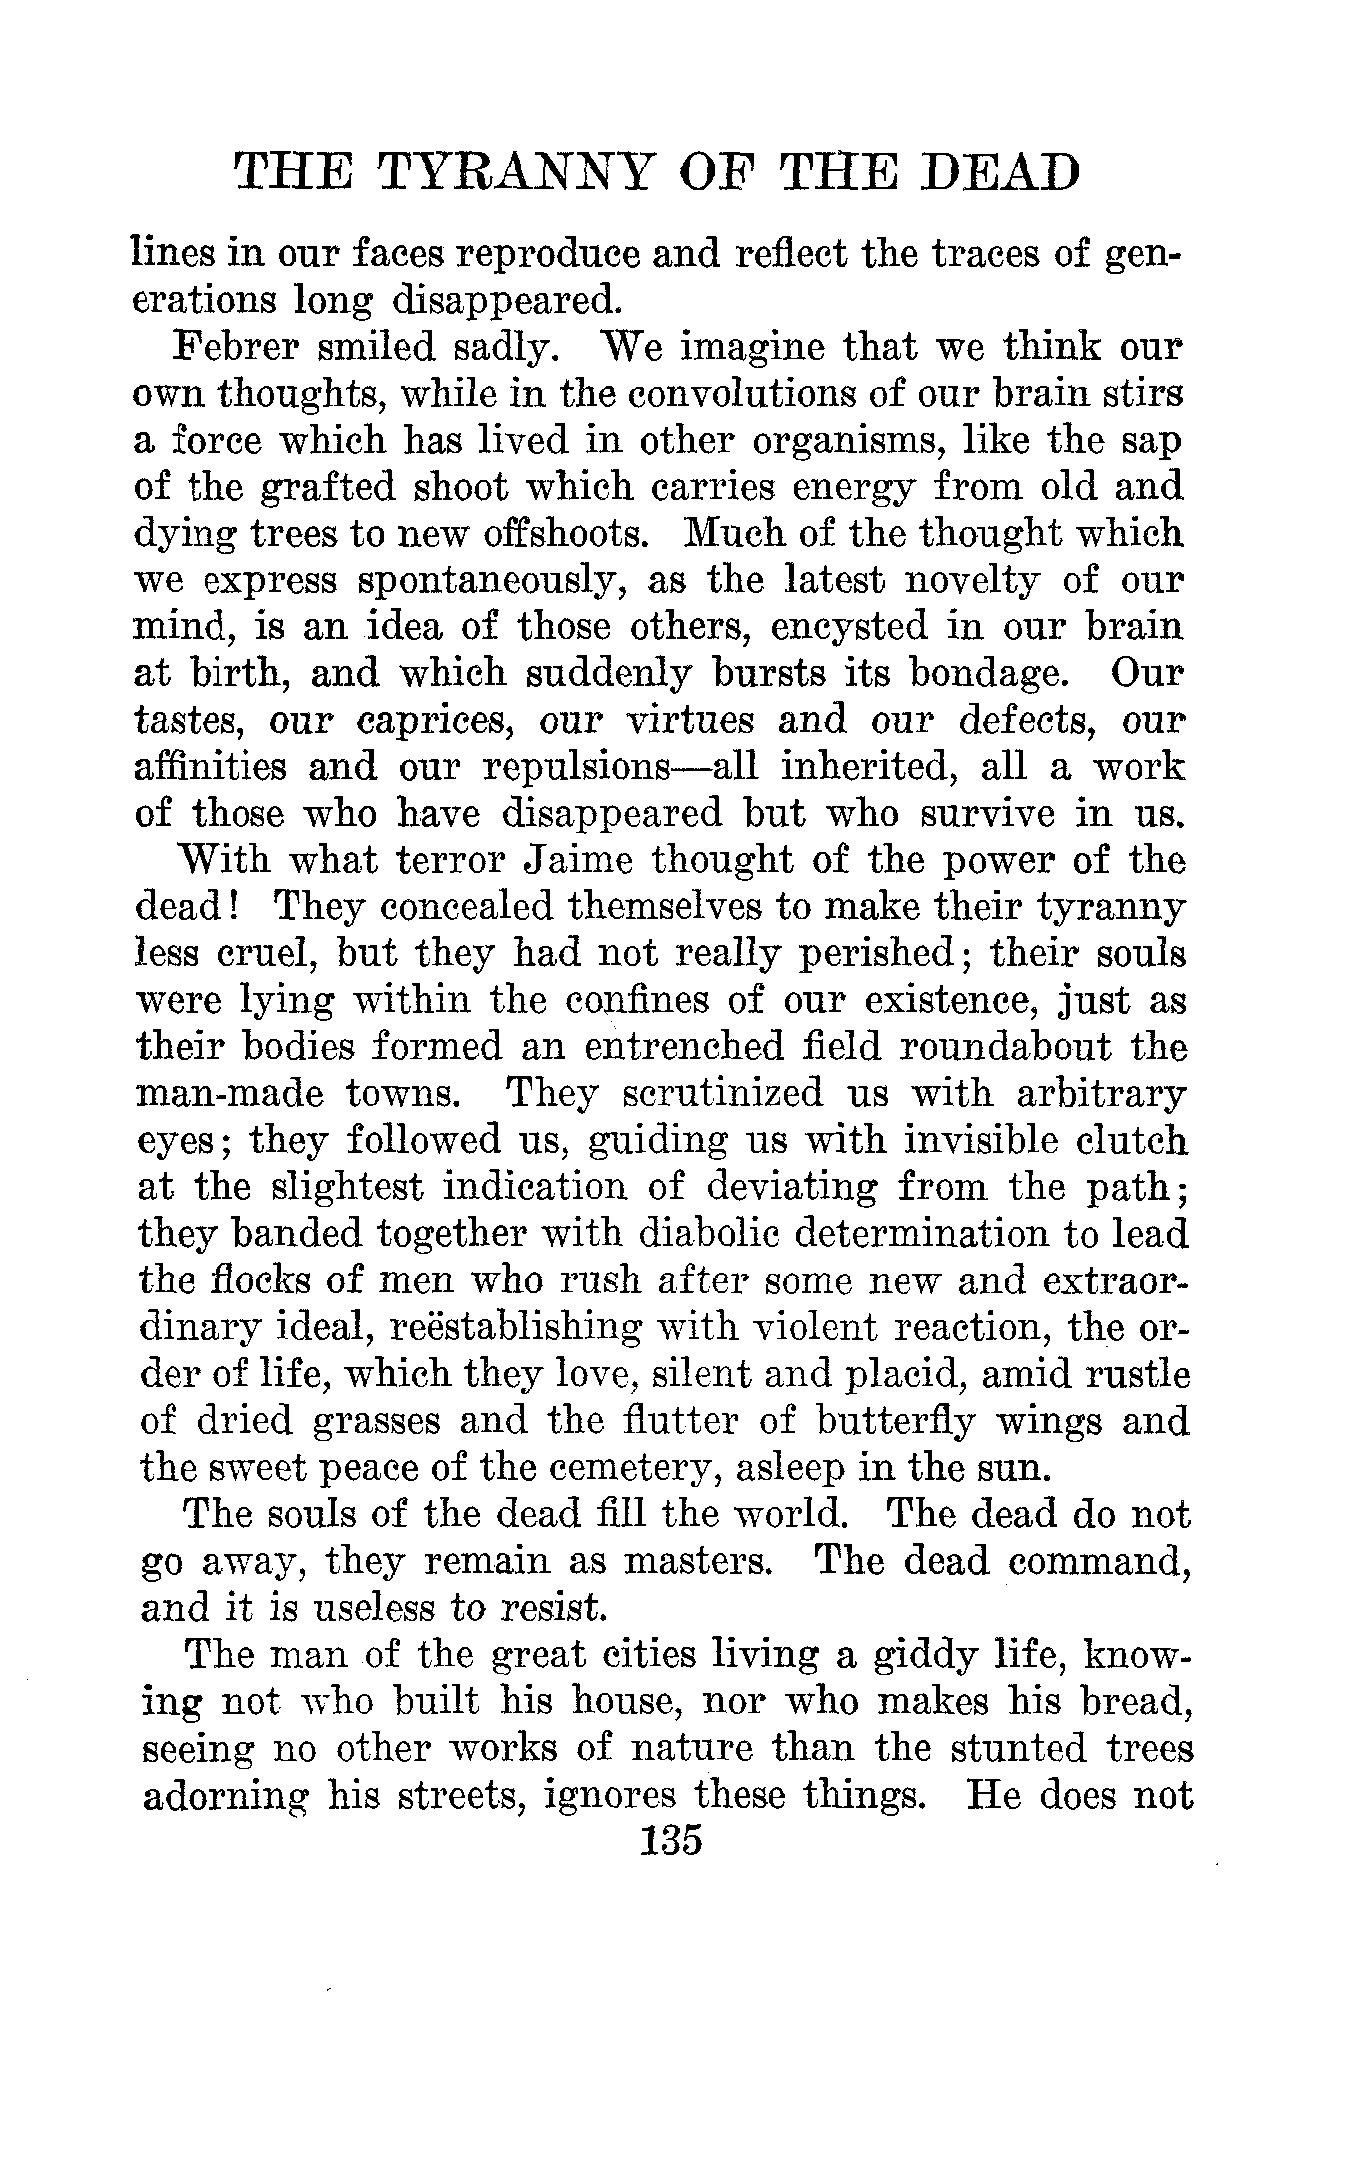 THE TYRANNY OF THE DEAD
lines in our faces reproduce and reflect the traces of gen-
erations long disappeared.
Febrer smiled sadly. We imagine that we think our
own thoughts, while in the convolutions of our brain stirs
a force which has lived in other organisms, like the sap
of the grafted shoot which carries energy from old and
dying trees to new offshoots. Much of the thought which
we express spontaneously, as the latest novelty of our
mind, is an idea of those others, encysted in our brain
at birth, and which suddenly bursts its bondage. Our
tastes, our caprices, our virtues and our defects, our
affinities and our repulsions—all inherited, all a work
of those who have disappeared but who survive in us.
With what terror Jaime thought of the power of the
dead! They concealed themselves to make their tyranny
less cruel, but they had not really perished; their souls
were lying within the confines of our existence, just as
their bodies formed an entrenched field roundabout the
man-made towns. They scrutinized us with arbitrary
eyes; they followed us, guiding us with invisible clutch
at the slightest indication of deviating from the path;
they banded together with diabolic determination to lead
the flocks of men who rush after some new and extraor-
dinary ideal, reëstablishing with violent reaction, the or-
der of life, which they love, silent and placid, amid rustle
of dried grasses and the flutter of butterfly wings and
the sweet peace of the cemetery, asleep in the sun.
The souls of the dead fill the world. The dead do not
go away, they remain as masters. The dead command,
and it is useless to resist.
The man of the great cities living a giddy life, know-
ing not who built his house, nor who makes his bread,
seeing no other works of nature than the stunted trees
adorning his streets, ignores these things. He does not
135